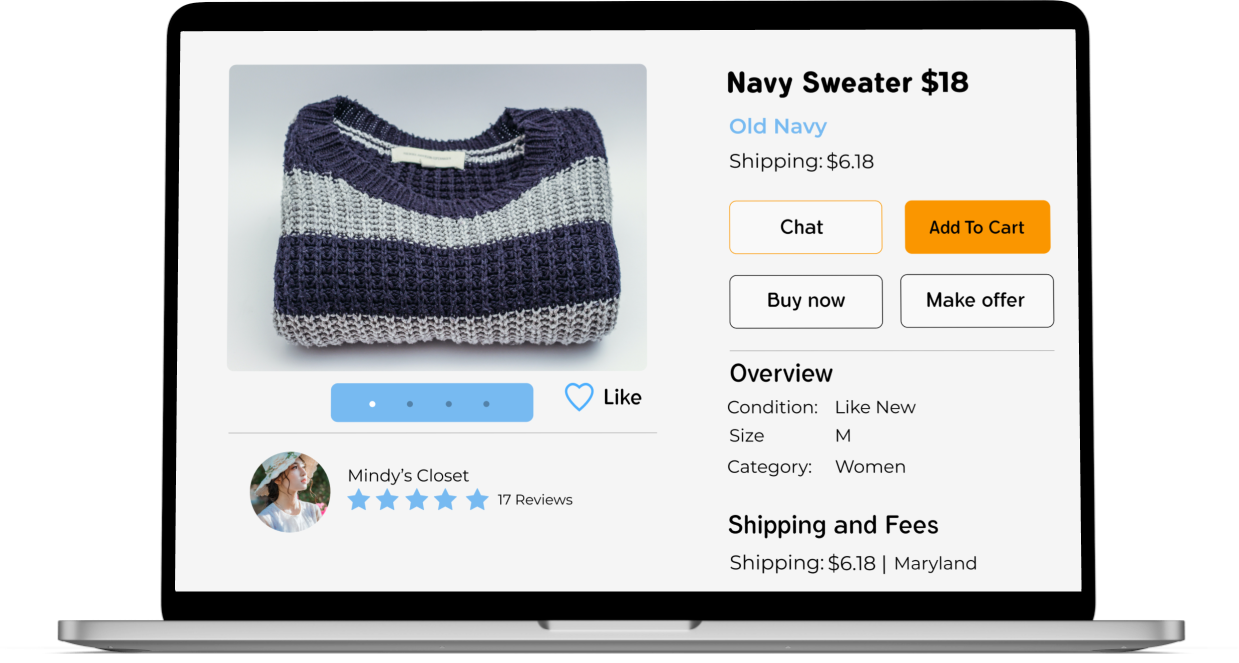 Navy Sweater $18
Old Navy
Shipping: $6.18
Chat
Add To Cart
Buy now
Make offer
Like
Overview
Condition: Like New
Size M
Category: Women
Mindy's Closet
17 Reviews
Shipping and Fees
Shipping: $6.18 | Maryland